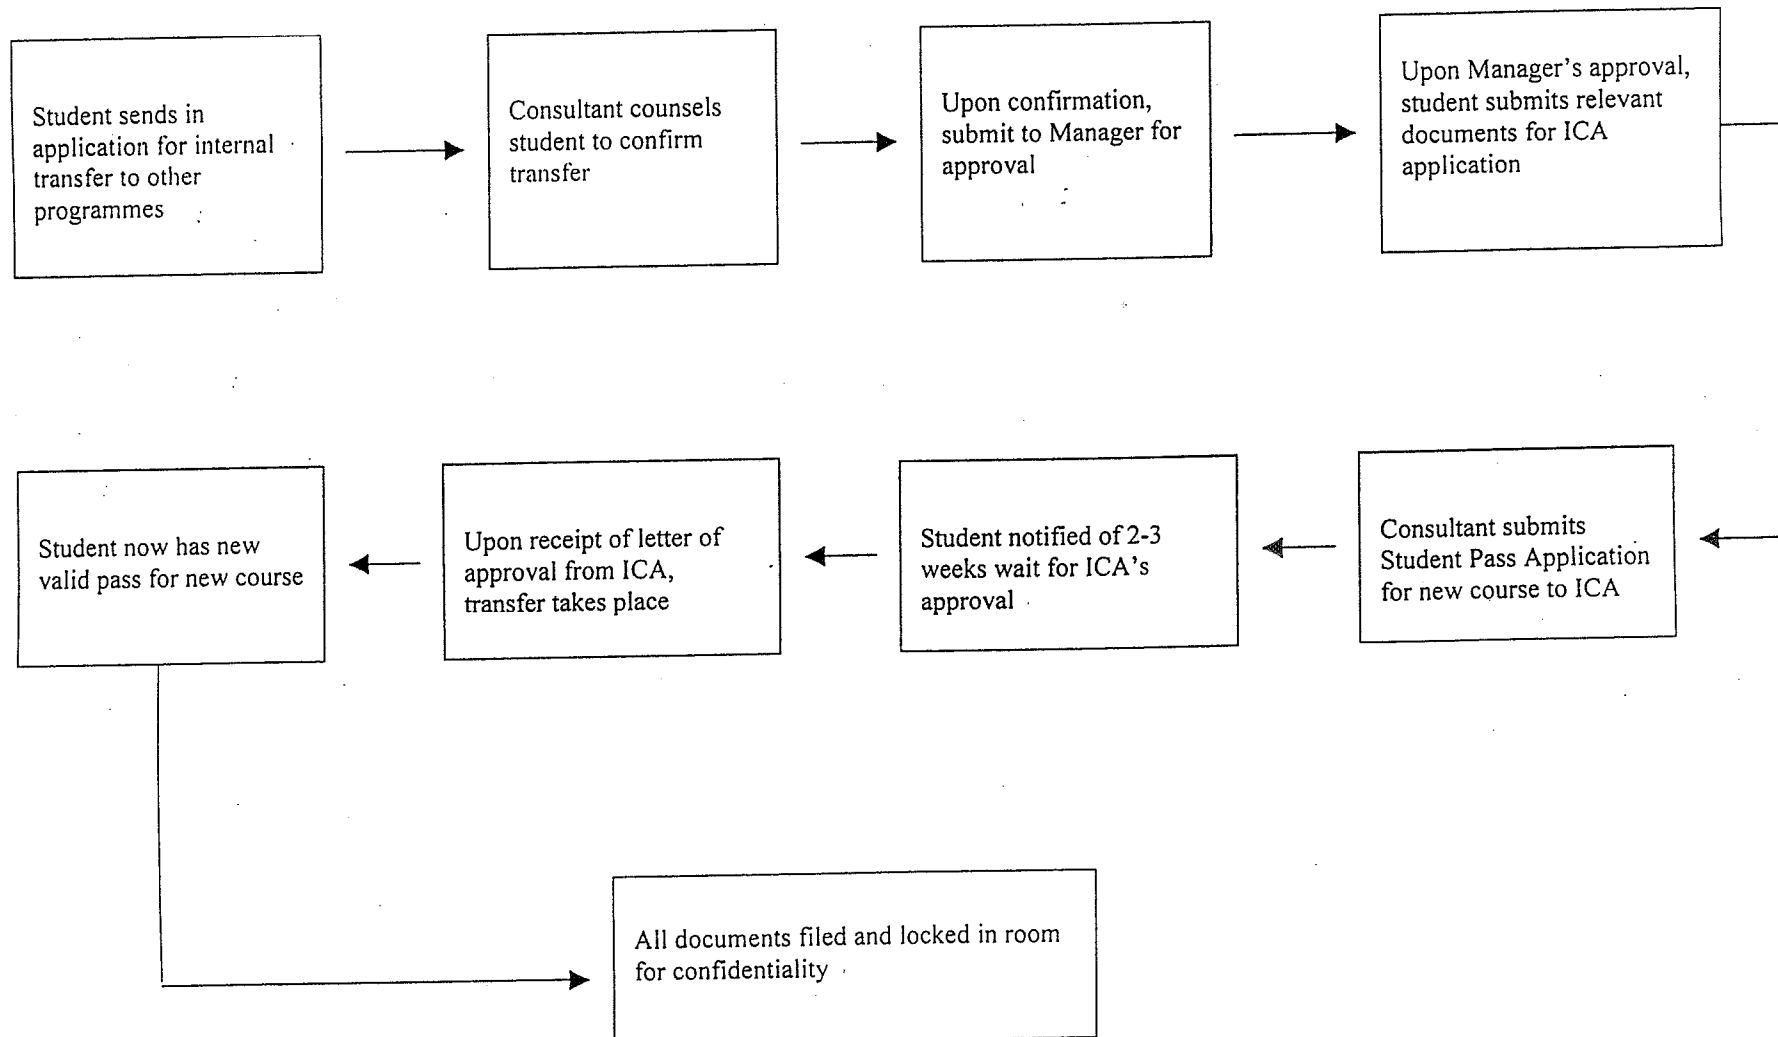 Student sends in
application for internal
transfer to other
programmes
Consultant counsels
student to confirm
transfer
Upon confirmation,
submit to Manager for
approval
Upon Manager's approval,
student submits relevant
documents for ICA
application
Consultant submits
Student Pass Application
for new course to ICA
Student notified of 2-3
weeks wait for ICA's
approval
Upon receipt of letter of
approval from ICA,
transfer takes place
Student now has new
valid pass for new course
All documents filed and locked in room
for confidentiality